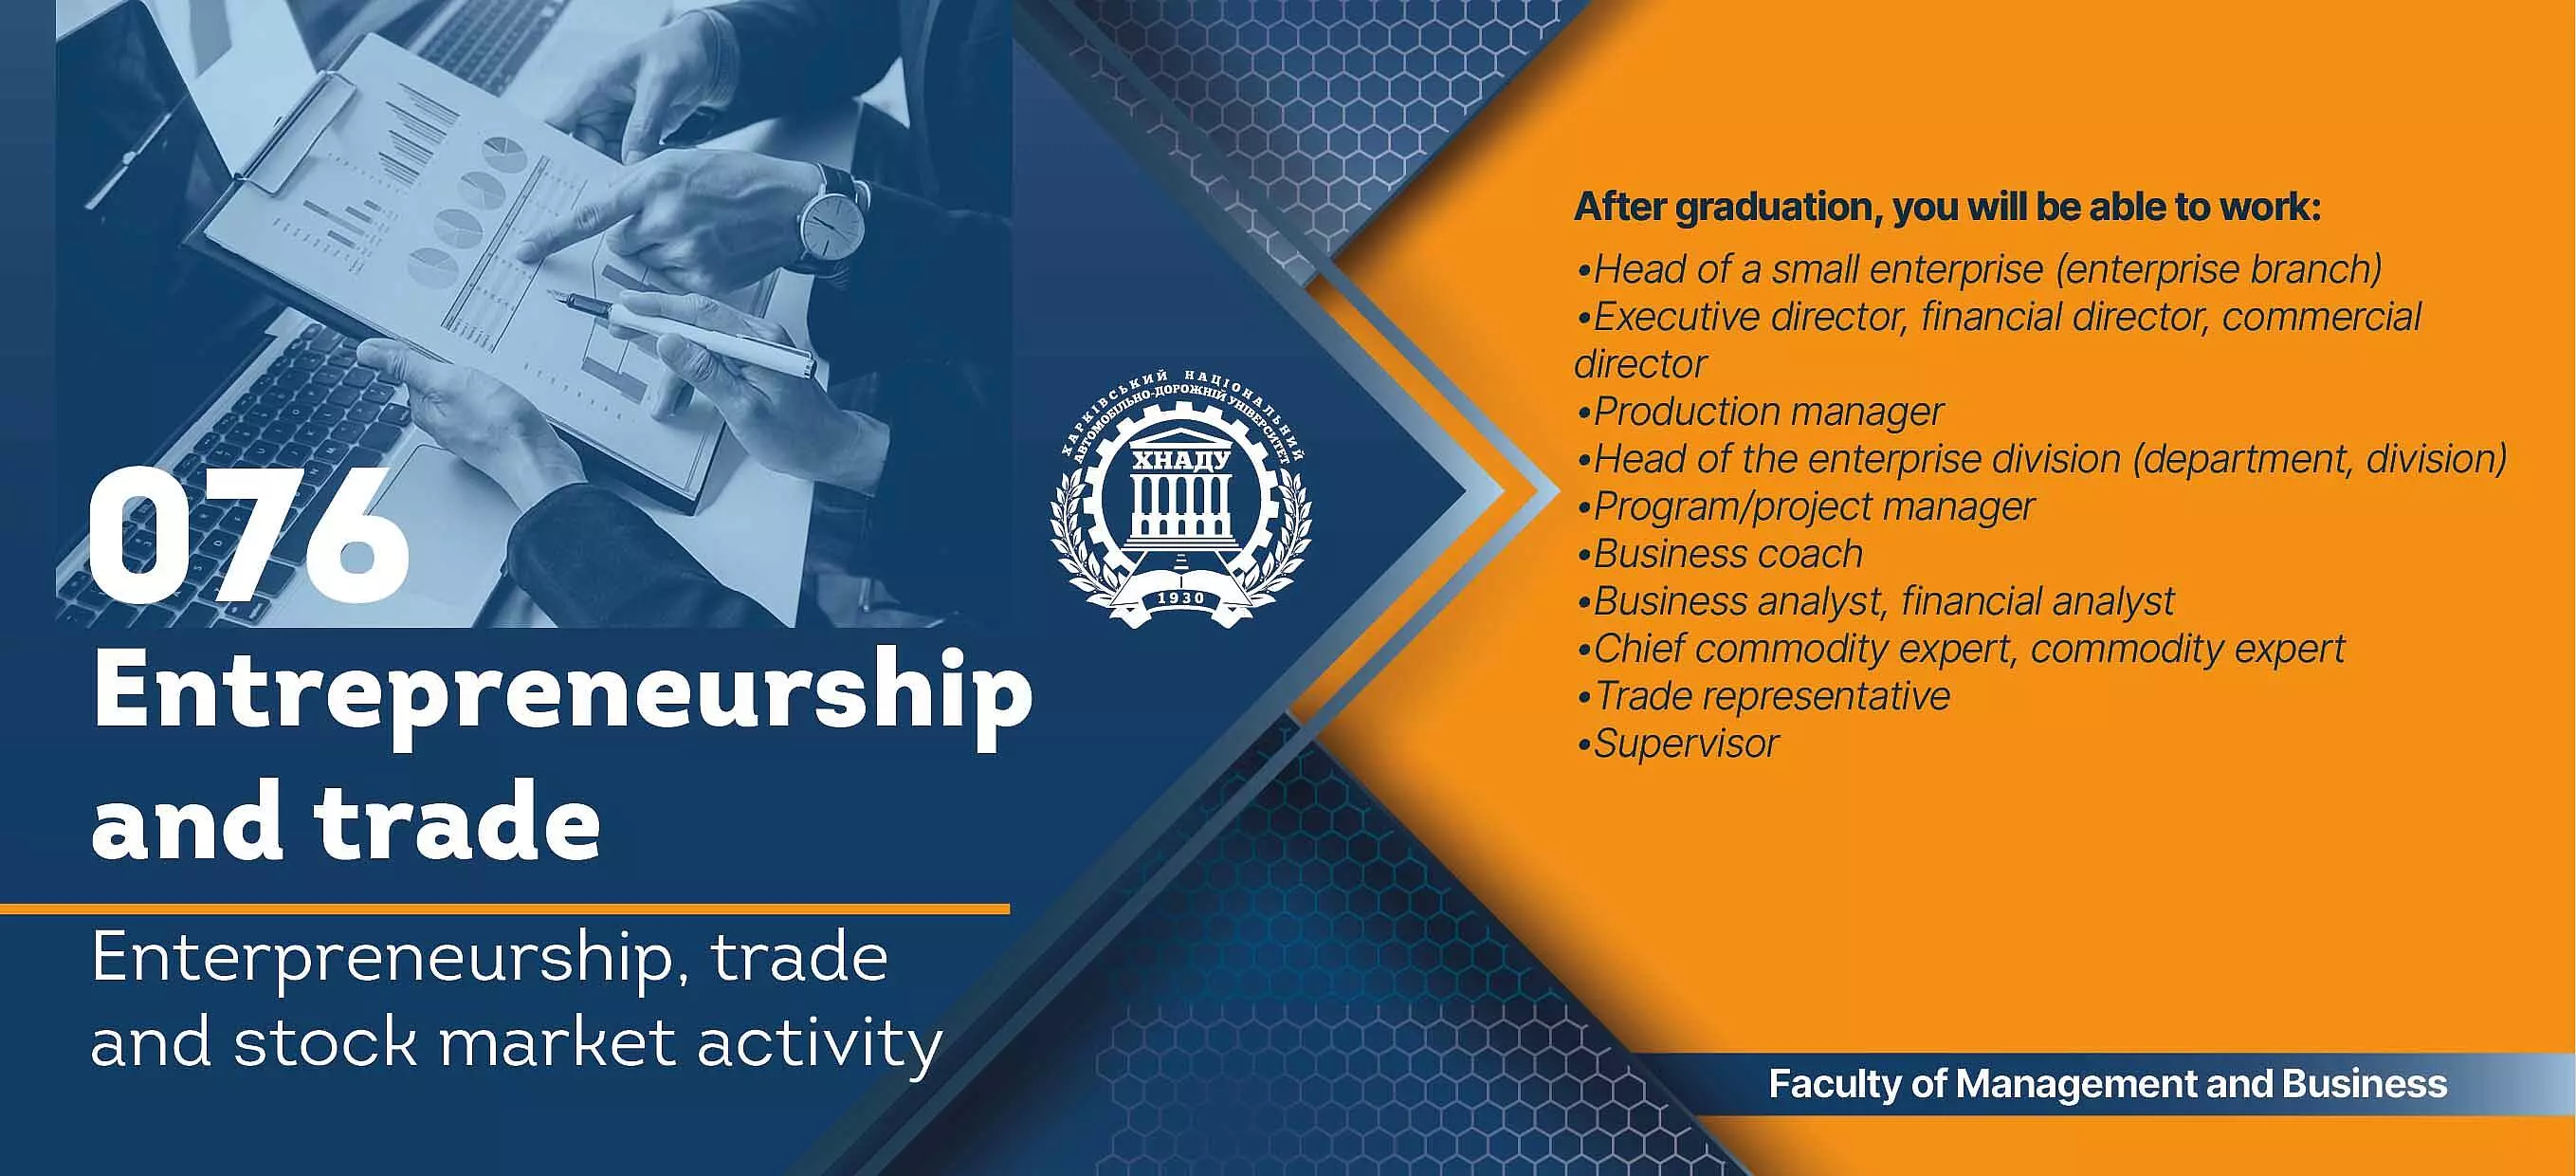 076
Entrepreneurship
and trade
Enterpreneurship, trade
and stock market activity
ХАРКІВСЬКИЙ НАЦІОНАЛЬНИЙ
АВТОМОБІЛЬНО-ДОРОЖНІЙ УНІВЕРСИТЕТ
ХНАДУ
1930
After graduation, you will be able to work:
•Head of a small enterprise (enterprise branch)
•Executive director, financial director, commercial
director
•Production manager
•Head of the enterprise division (department, division)
•Program/project manager
•Business coach
•Business analyst, financial analyst
•Chief commodity expert, commodity expert
•Trade representative
•Supervisor
Faculty of Management and Business